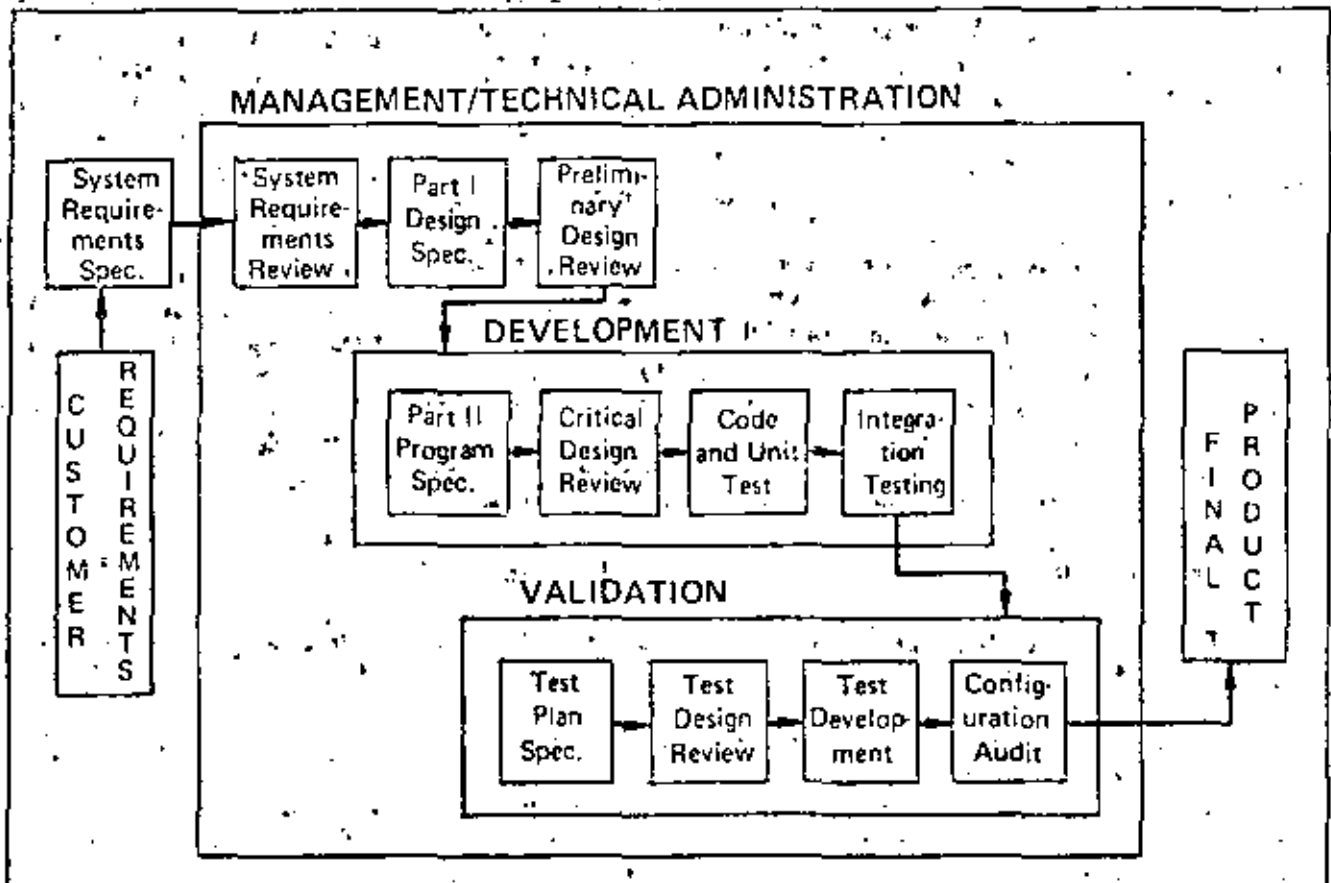 MANAGEMENT/TECHNICAL ADMINISTRATION
System
Require-
ments
Spec.
System
Require-
ments
Review
Part I
Design
Spec.
Prelimi-
nary
Design
Review
CUSTOMER
REQUIREMENTS
DEVELOPMENT
Part II
Program
Spec.
Critical
Design
Review
Code
and Unit
Test
Integra-
tion
Testing
VALIDATION
Test
Plan
Spec.
Test
Design
Review
Test
Develop-
ment
Config-
uration
Audit
FINAL
PRODUCT